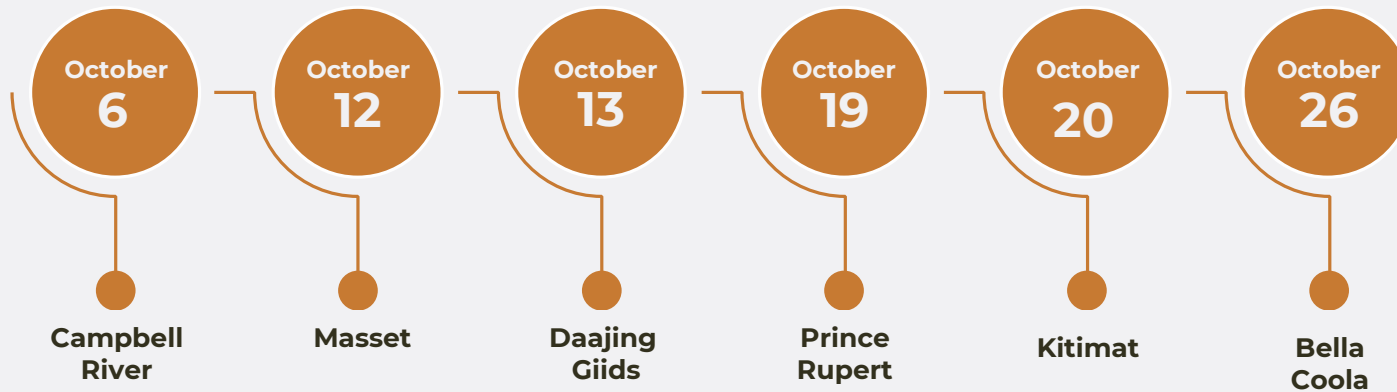 October
6
October
12
October
13
October
19
October
20
October
26
Campbell
River
Masset
Daajing
Giids
Prince
Rupert
Kitimat
Bella
Coola